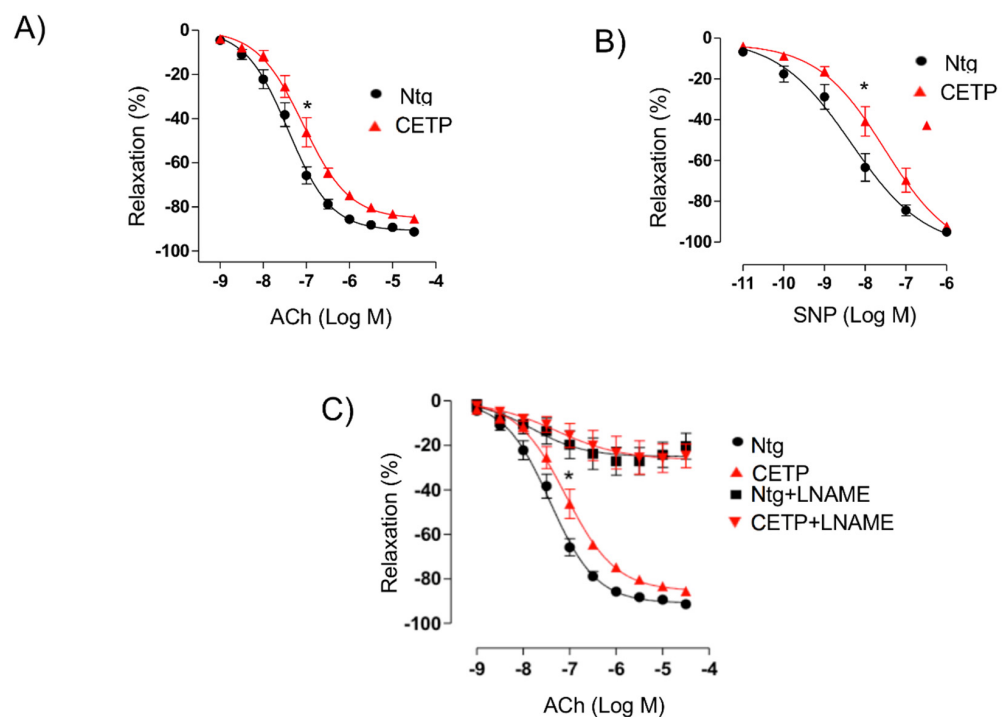 A)
0
-20
-40
-60
-80
-100
Relaxation (%)
*
Ntg
CETP
-9 -8 -7 -6 -5 -4
ACh (Log M)
B)
0
-20
-40
-60
-80
-100
Relaxation (%)
*
Ntg
CETP
-11 -10 -9 -8 -7 -6
SNP (Log M)
C)
0
-20
-40
-60
-80
-100
Relaxation (%)
*
Ntg
CETP
Ntg+LNAME
CETP+LNAME
-9 -8 -7 -6 -5 -4
ACh (Log M)